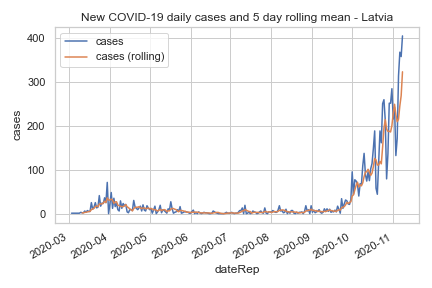 New COVID-19 daily cases and 5 day rolling mean - Latvia
cases
cases (rolling)
400
300
200
100
0
cases
2020-03
2020-04
2020-05
2020-06
2020-07
2020-08
2020-09
2020-10
2020-11
dateRep